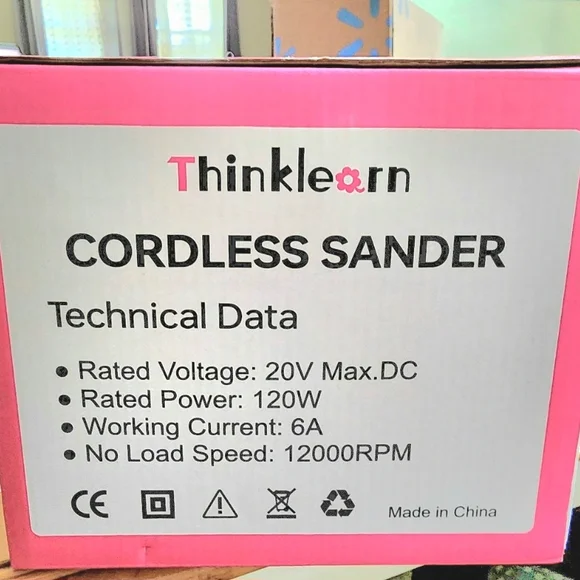 Thinklearn
CORDLESS SANDER
Technical Data
• Rated Voltage: 20V Max.DC
• Rated Power: 120W
• Working Current: 6A
• No Load Speed: 12000RPM
CE
Made in China